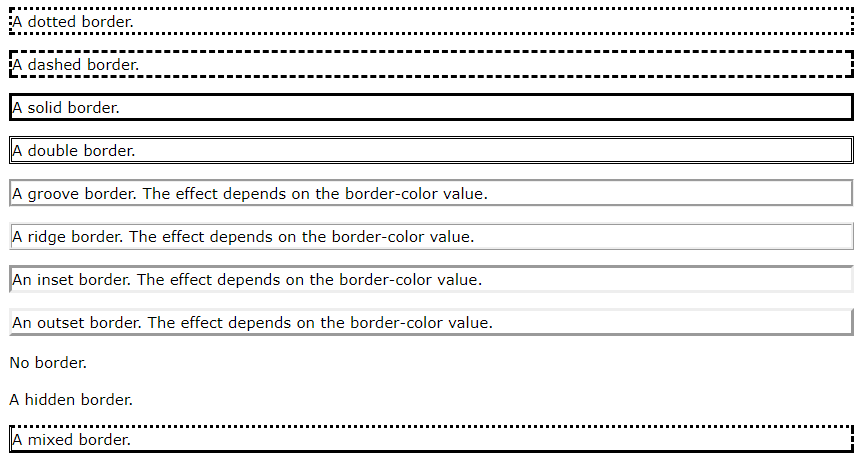 A dotted border.
A dashed border.
A solid border.
A double border.
A groove border. The effect depends on the border-color value.
A ridge border. The effect depends on the border-color value.
An inset border. The effect depends on the border-color value.
An outset border. The effect depends on the border-color value.
No border.
A hidden border.
A mixed border.